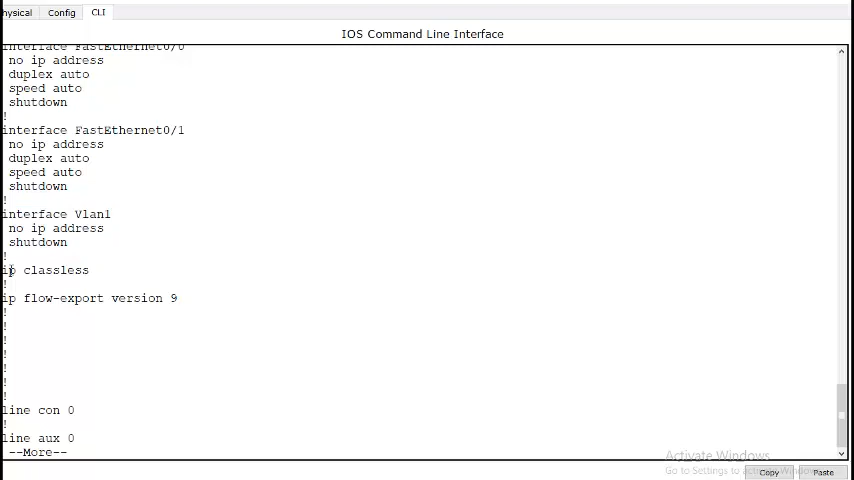 hysical Config CLI
IOS Command Line Interface
interface FastEthernet0/0
no ip address
duplex auto
speed auto
shutdown
!
interface FastEthernet0/1
no ip address
duplex auto
speed auto
shutdown
!
interface Vlan1
no ip address
shutdown
!
ip classless
!
ip flow-export version 9
!
!
!
!
!
!
!
line con 0
!
line aux 0
--More--
Activate Windows
Go to Settings to activate Windows.
Copy Paste